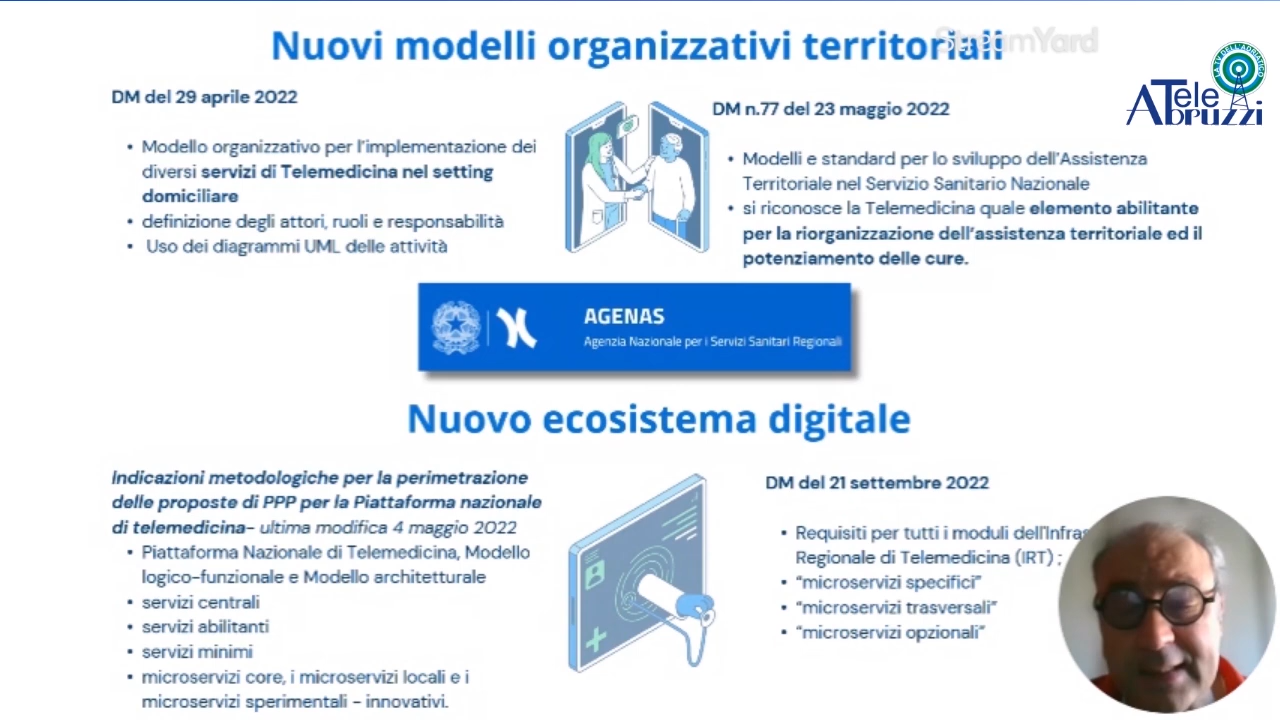 Nuovi modelli organizzativi territoriali
StreamYard
LA TV DELL'ADRIATICO
Tele
Abruzzi
DM del 29 aprile 2022
• Modello organizzativo per l'implementazione dei
diversi servizi di Telemedicina nel setting
domiciliare
• definizione degli attori, ruoli e responsabilità
• Uso dei diagrammi UML delle attività
DM n.77 del 23 maggio 2022
• Modelli e standard per lo sviluppo dell'Assistenza
Territoriale nel Servizio Sanitario Nazionale
• si riconosce la Telemedicina quale elemento abilitante
per la riorganizzazione dell'assistenza territoriale ed il
potenziamento delle cure.
AGENAS
Agenzia Nazionale per i Servizi Sanitari Regionali
Nuovo ecosistema digitale
Indicazioni metodologiche per la perimetrazione
delle proposte di PPP per la Piattaforma nazionale
di telemedicina- ultima modifica 4 maggio 2022
• Piattaforma Nazionale di Telemedicina, Modello
logico-funzionale e Modello architetturale
• servizi centrali
• servizi abilitanti
• servizi minimi
• microservizi core, i microservizi locali e i
microservizi sperimentali - innovativi.
DM del 21 settembre 2022
• Requisiti per tutti i moduli dell'Infras
Regionale di Telemedicina (IRT) ;
• "microservizi specifici"
• "microservizi trasversali"
• "microservizi opzionali"